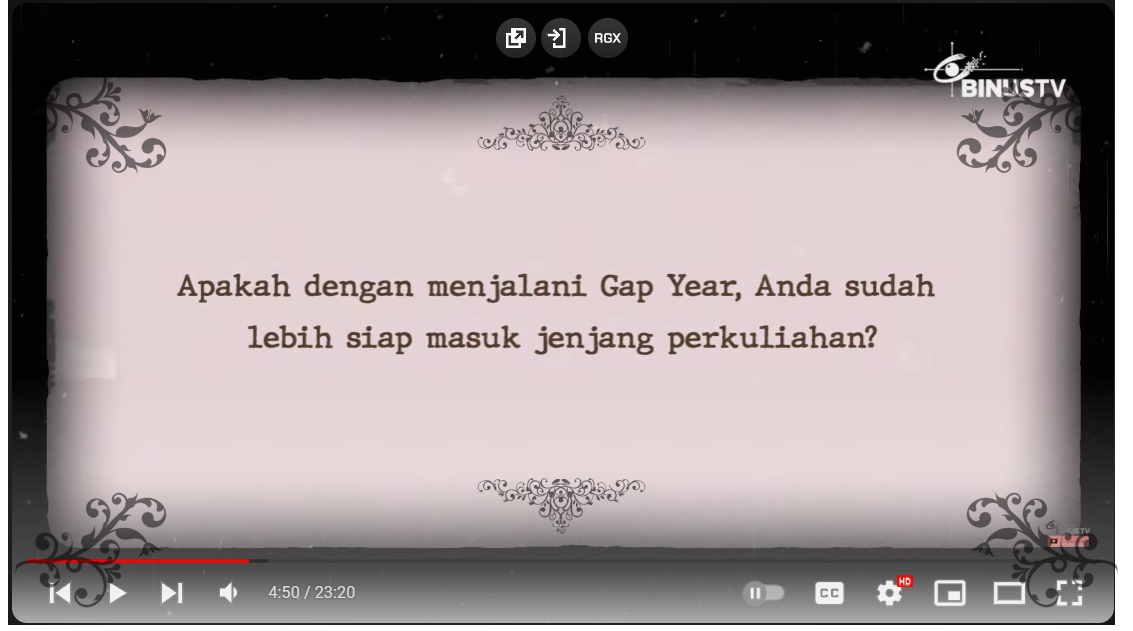 RGX
BINUSTV
Apakah dengan menjalani Gap Year, Anda sudah
lebih siap masuk jenjang perkuliahan?
4:50 / 23:20
HD
CC